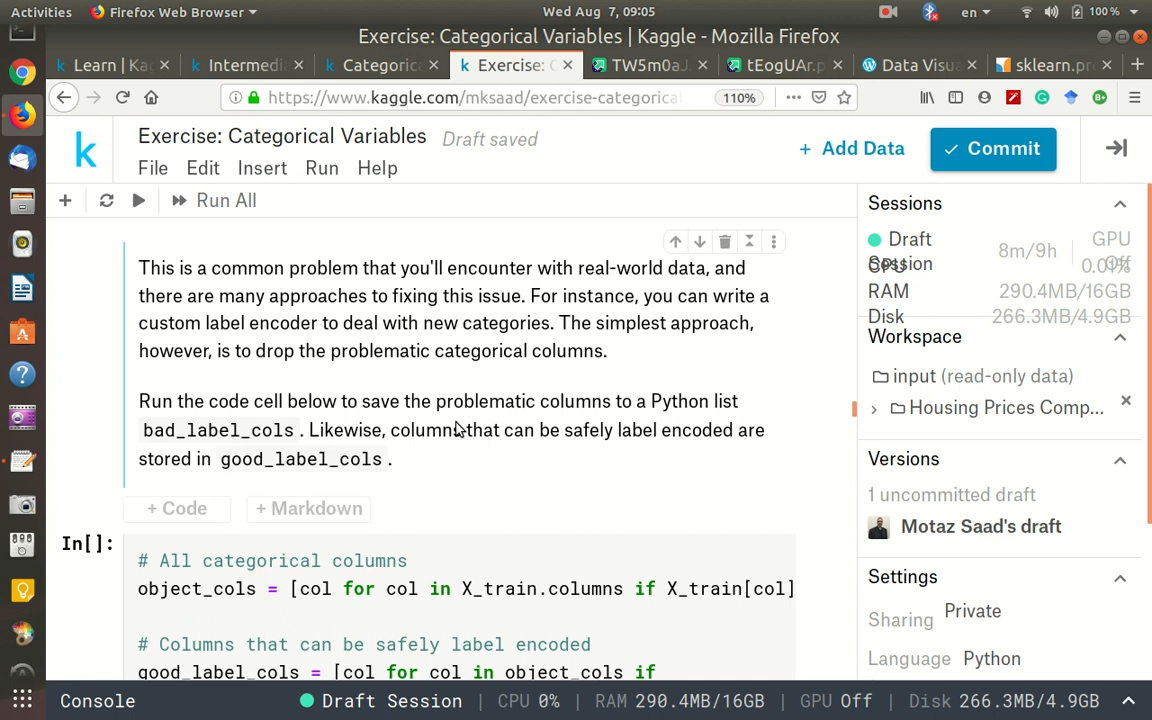 Activities
Firefox Web Browser
Wed Aug 7, 09:05
en
100 %
Exercise: Categorical Variables | Kaggle - Mozilla Firefox
Learn | Ka
Intermedi
Categoric
Exercise: C
TW5m0aJ.
tEogUAr.p
Data Visu
sklearn.pr
https://www.kaggle.com/mksaad/exercise-categorica
110%
Exercise: Categorical Variables
Draft saved
File Edit Insert Run Help
+ Add Data
Commit
Run All
This is a common problem that you'll encounter with real-world data, and
there are many approaches to fixing this issue. For instance, you can write a
custom label encoder to deal with new categories. The simplest approach,
however, is to drop the problematic categorical columns.
Run the code cell below to save the problematic columns to a Python list
bad_label_cols . Likewise, columns that can be safely label encoded are
stored in good_label_cols .
+ Code
+ Markdown
In[]:
# All categorical columns
object_cols = [col for col in X_train.columns if X_train[col]
# Columns that can be safely label encoded
good_label_cols = [col for col in object_cols if
Sessions
Draft Session
8m/9h
GPU Off
CPU 0.01%
RAM 290.4MB/16GB
Disk 266.3MB/4.9GB
Workspace
input (read-only data)
Housing Prices Comp...
Versions
1 uncommitted draft
Motaz Saad's draft
Settings
Sharing Private
Language Python
Console
Draft Session | CPU 0% | RAM 290.4MB/16GB | GPU Off | Disk 266.3MB/4.9GB